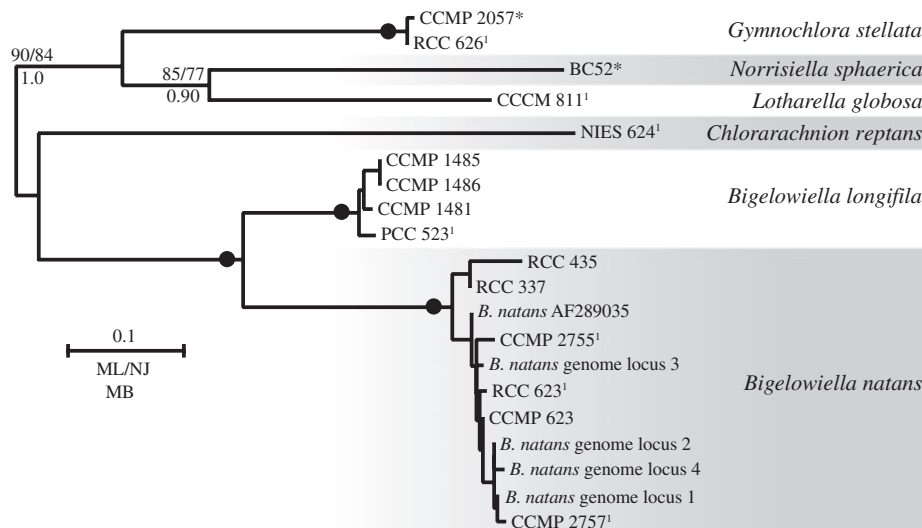 CCMP 2057*
RCC 626¹
Gymnochlora stellata
90/84
1.0
85/77
0.90
BC52*
Norrisiella sphaerica
CCCM 811¹
Lotharella globosa
NIES 624¹
Chlorarachnion reptans
CCMP 1485
CCMP 1486
CCMP 1481
PCC 523¹
Bigelowiella longifila
RCC 435
RCC 337
B. natans AF289035
CCMP 2755¹
B. natans genome locus 3
RCC 623¹
CCMP 623
B. natans genome locus 2
B. natans genome locus 4
B. natans genome locus 1
CCMP 2757¹
Bigelowiella natans
0.1
ML/NJ
MB